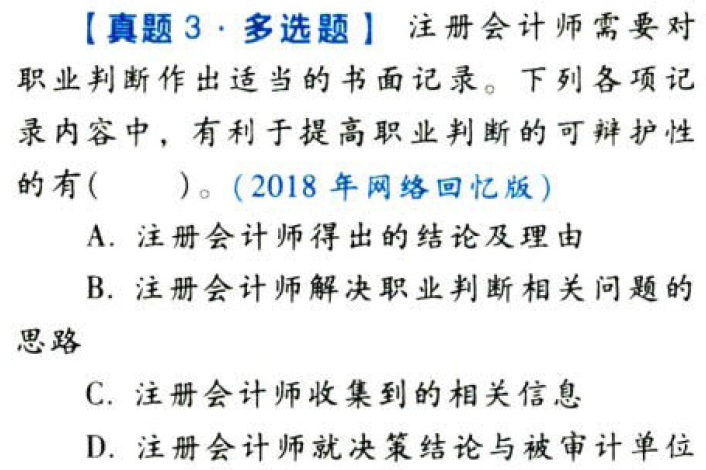 【真题3·多选题】 注册会计师需要对
职业判断作出适当的书面记录。下列各项记
录内容中，有利于提高职业判断的可辩护性
的有(　　)。(2018年网络回忆版)
A. 注册会计师得出的结论及理由
B. 注册会计师解决职业判断相关问题的
思路
C. 注册会计师收集到的相关信息
D. 注册会计师就决策结论与被审计单位